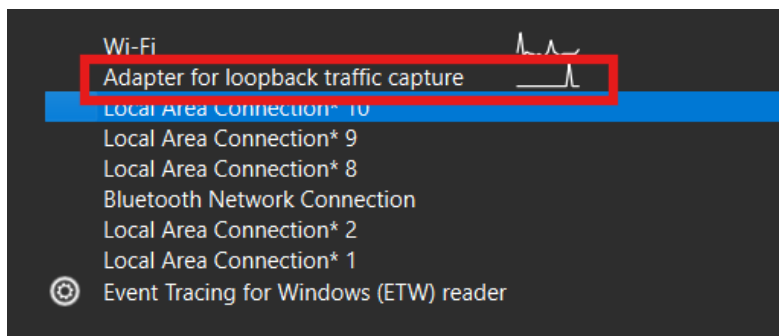 Wi-Fi
Adapter for loopback traffic capture
Local Area Connection* 10
Local Area Connection* 9
Local Area Connection* 8
Bluetooth Network Connection
Local Area Connection* 2
Local Area Connection* 1
Event Tracing for Windows (ETW) reader